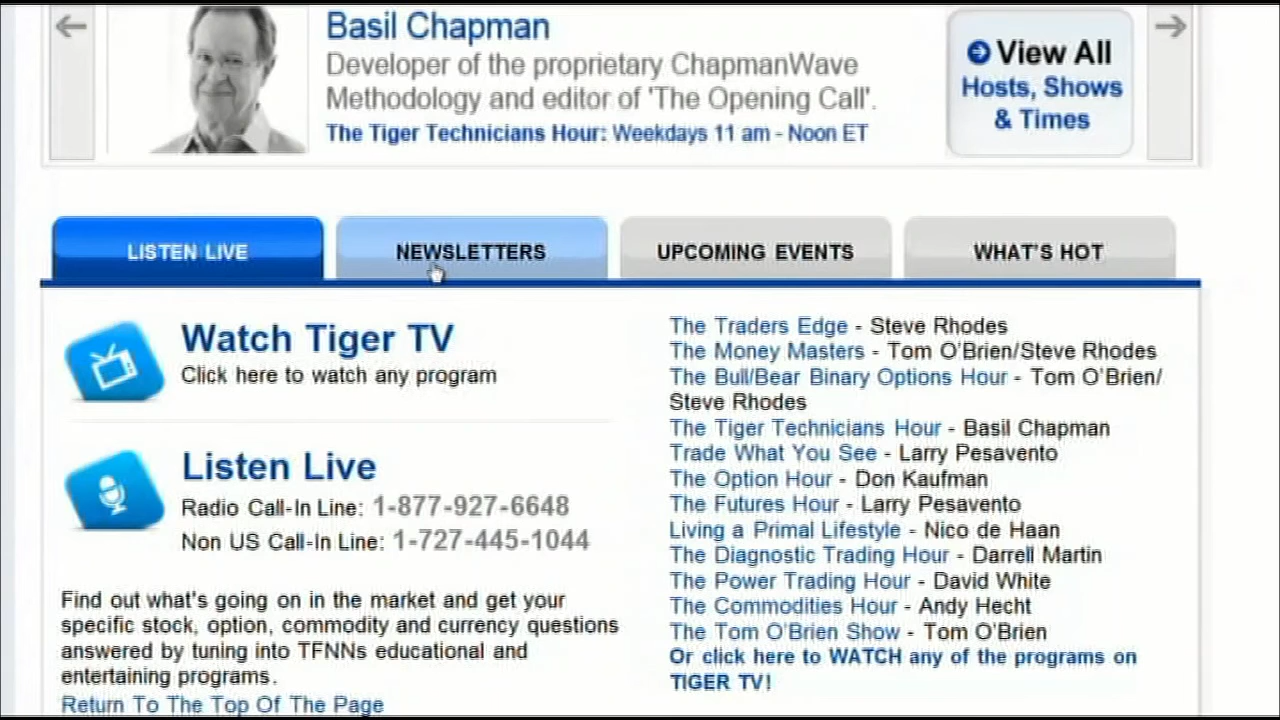 Basil Chapman
Developer of the proprietary ChapmanWave
Methodology and editor of 'The Opening Call'.
The Tiger Technicians Hour: Weekdays 11 am - Noon ET
View All
Hosts, Shows
& Times
LISTEN LIVE
NEWSLETTERS
UPCOMING EVENTS
WHAT'S HOT
Watch Tiger TV
Click here to watch any program
Listen Live
Radio Call-In Line: 1-877-927-6648
Non US Call-In Line: 1-727-445-1044
Find out what's going on in the market and get your
specific stock, option, commodity and currency questions
answered by tuning into TFNNs educational and
entertaining programs.
Return To The Top Of The Page
The Traders Edge - Steve Rhodes
The Money Masters - Tom O'Brien/Steve Rhodes
The Bull/Bear Binary Options Hour - Tom O'Brien/
Steve Rhodes
The Tiger Technicians Hour - Basil Chapman
Trade What You See - Larry Pesavento
The Option Hour - Don Kaufman
The Futures Hour - Larry Pesavento
Living a Primal Lifestyle - Nico de Haan
The Diagnostic Trading Hour - Darrell Martin
The Power Trading Hour - David White
The Commodities Hour - Andy Hecht
The Tom O'Brien Show - Tom O'Brien
Or click here to WATCH any of the programs on
TIGER TV!